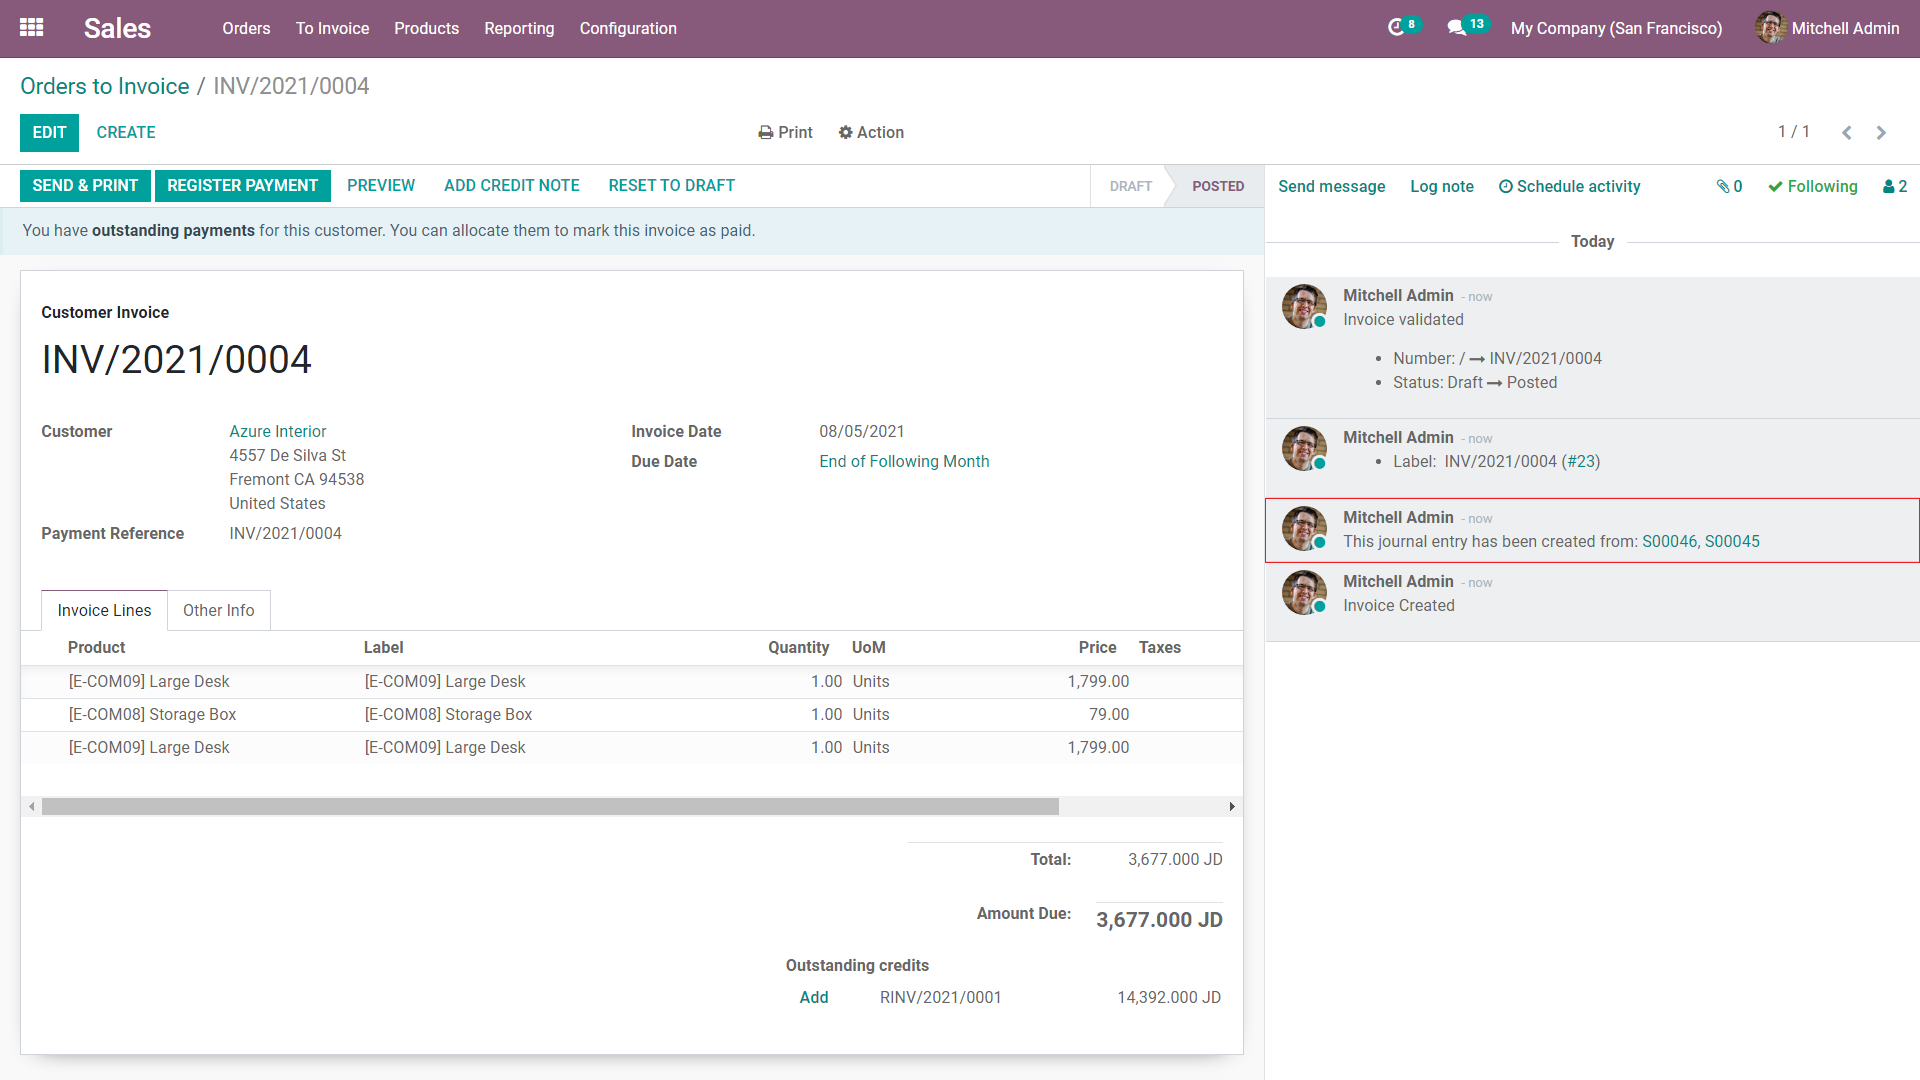 Sales Orders To Invoice Products Reporting Configuration 8 13 My Company (San Francisco) Mitchell Admin
Orders to Invoice / INV/2021/0004
EDIT CREATE Print Action 1 / 1
SEND & PRINT REGISTER PAYMENT PREVIEW ADD CREDIT NOTE RESET TO DRAFT DRAFT POSTED
You have outstanding payments for this customer. You can allocate them to mark this invoice as paid.
Customer Invoice
INV/2021/0004
Customer Azure Interior Invoice Date 08/05/2021
4557 De Silva St Due Date End of Following Month
Fremont CA 94538
United States
Payment Reference INV/2021/0004
Invoice Lines Other Info
Product Label Quantity UoM Price Taxes
[E-COM09] Large Desk [E-COM09] Large Desk 1.00 Units 1,799.00
[E-COM08] Storage Box [E-COM08] Storage Box 1.00 Units 79.00
[E-COM09] Large Desk [E-COM09] Large Desk 1.00 Units 1,799.00
Total: 3,677.000 JD
Amount Due: 3,677.000 JD
Outstanding credits
Add RINV/2021/0001 14,392.000 JD
Send message Log note Schedule activity 0 Following 2
Today
Mitchell Admin - now
Invoice validated
• Number: / → INV/2021/0004
• Status: Draft → Posted
Mitchell Admin - now
• Label: INV/2021/0004 (#23)
Mitchell Admin - now
This journal entry has been created from: S00046, S00045
Mitchell Admin - now
Invoice Created